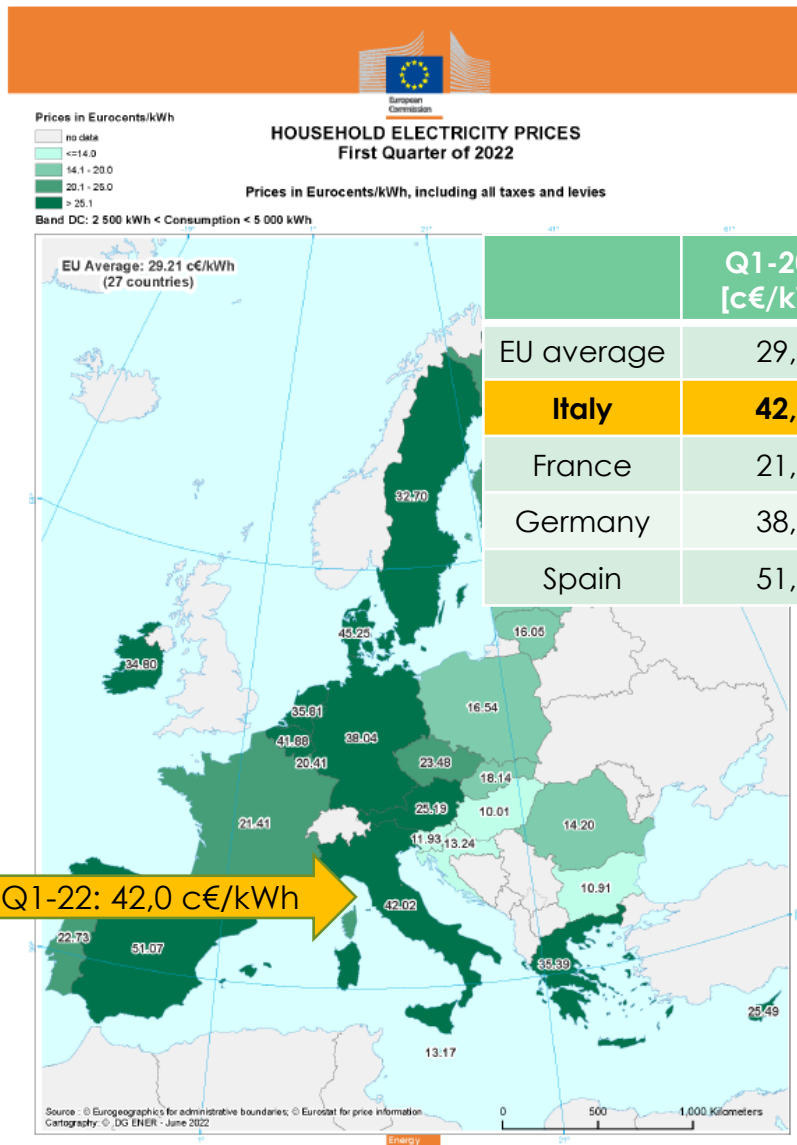 European
Commission
Prices in Eurocents/kWh
no data
<=14.0
14.1 - 20.0
20.1 - 25.0
> 25.1
HOUSEHOLD ELECTRICITY PRICES
First Quarter of 2022
Prices in Eurocents/kWh, including all taxes and levies
Band DC: 2 500 kWh < Consumption < 5 000 kWh
EU Average: 29.21 c€/kWh
(27 countries)
Q1-20
[c€/k
EU average 29,
Italy 42,
France 21,
Germany 38,
Spain 51,
32.70
16.05
45.25
34.80
35.81
16.54
41.88
38.04
20.41
23.48
18.14
25.19
10.01
21.41
11.93
13.24
14.20
Q1-22: 42,0 c€/kWh
42.02
10.91
22.73
51.07
35.39
25.49
13.17
Source : © Eurogeographics for administrative boundaries; © Eurostat for price information
Cartography: © DG ENER - June 2022
0 500 1,000 Kilometers
Energy